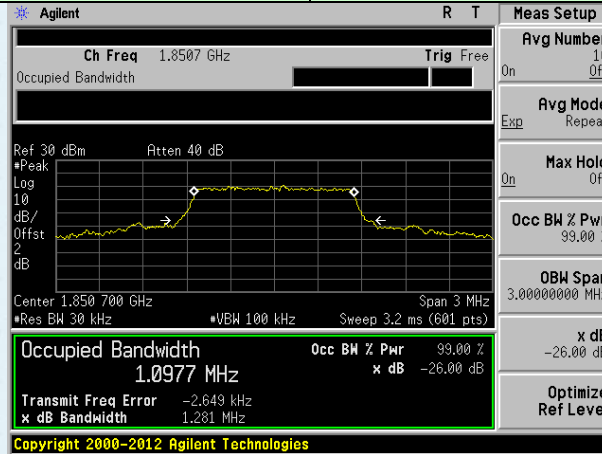 Agilent R T
Meas Setup
Ch Freq 1.8507 GHz Trig Free
Occupied Bandwidth
Ref 30 dBm Atten 40 dB
#Peak
Log
10
dB/
Offst
2
dB
Center 1.850 700 GHz Span 3 MHz
#Res BW 30 kHz #VBW 100 kHz Sweep 3.2 ms (601 pts)
Occupied Bandwidth Occ BW % Pwr 99.00 %
1.0977 MHz x dB -26.00 dB
Transmit Freq Error -2.649 kHz
x dB Bandwidth 1.281 MHz
Copyright 2000-2012 Agilent Technologies
Avg Number
10
On Of
Avg Mode
Exp Repea
Max Hold
On Of
Occ BW % Pwr
99.00
OBW Span
3.00000000 MH
x dB
-26.00 dB
Optimize
Ref Level